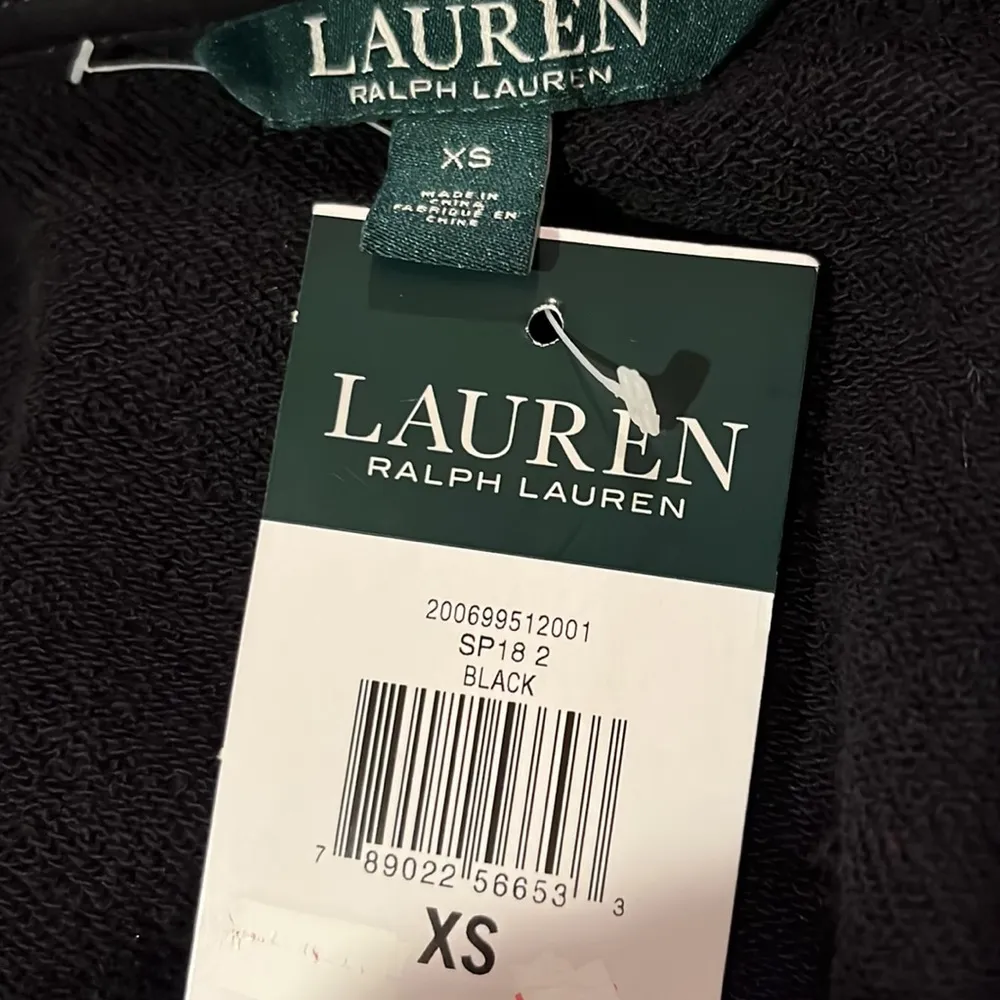 LAUREN
RALPH LAUREN
XS
MADE IN
CHINA
FABRIQUÉ EN
CHINE
LAUREN
RALPH LAUREN
200699512001
SP18 2
BLACK
7 89022 56653 3
XS